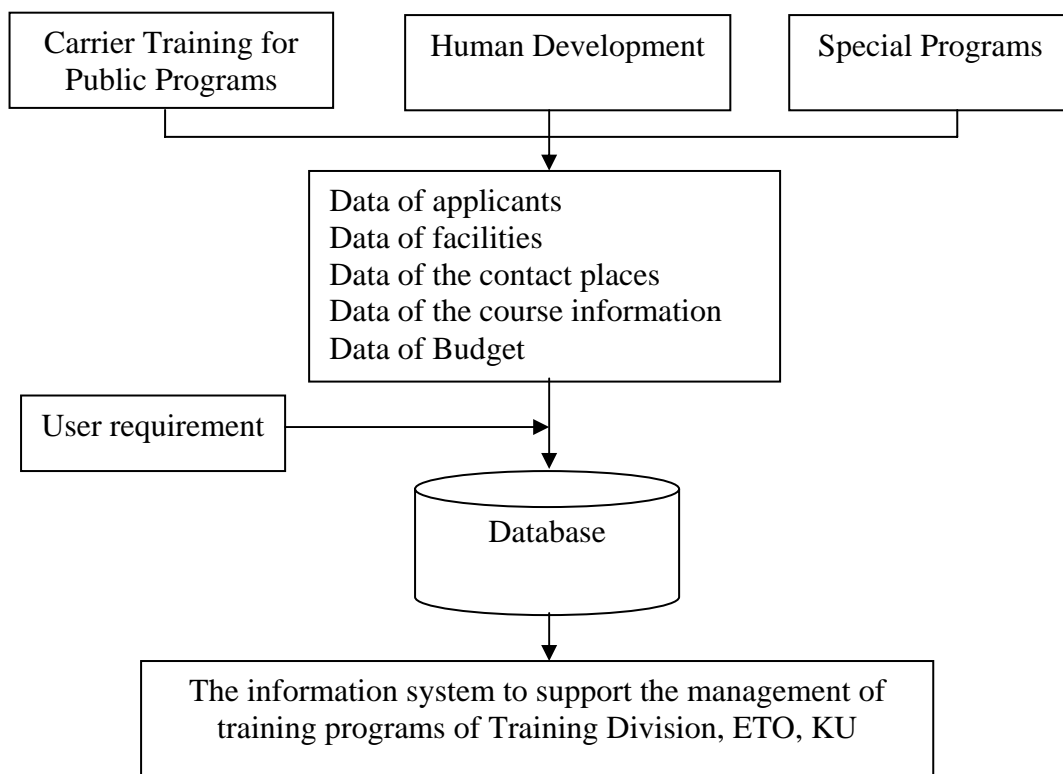 Carrier Training for
Public Programs
Human Development
Special Programs
Data of applicants
Data of facilities
Data of the contact places
Data of the course information
Data of Budget
User requirement
Database
The information system to support the management of
training programs of Training Division, ETO, KU